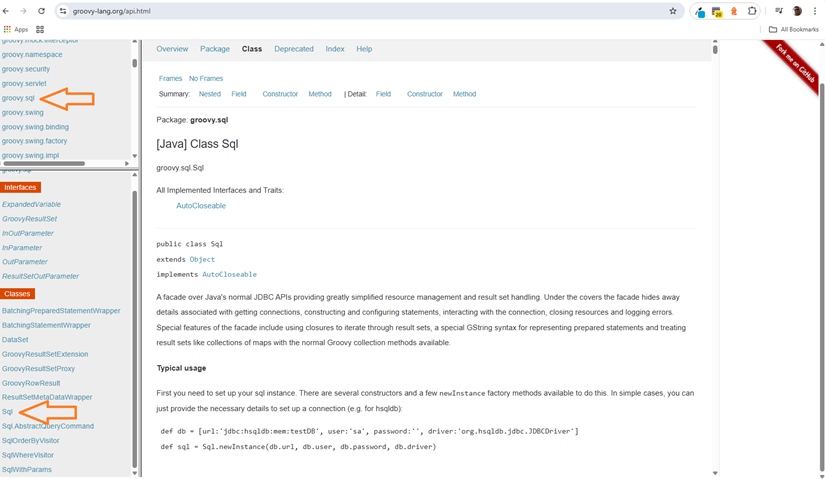 groovy-lang.org/api.html
20
Apps
All Bookmarks
groovy.mock.interceptor
groovy.namespace
groovy.security
groovy.servlet
groovy.sql
groovy.swing
groovy.swing.binding
groovy.swing.factory
groovy.swing.impl
groovy.sql
Interfaces
ExpandedVariable
GroovyResultSet
InOutParameter
InParameter
OutParameter
ResultSetOutParameter
Classes
BatchingPreparedStatementWrapper
BatchingStatementWrapper
DataSet
GroovyResultSetExtension
GroovyResultSetProxy
GroovyRowResult
ResultSetMetaDataWrapper
Sql
Sql.AbstractQueryCommand
SqlOrderByVisitor
SqlWhereVisitor
SqlWithParams
Overview Package Class Deprecated Index Help
Fork me on GitHub
Frames No Frames
Summary: Nested Field Constructor Method | Detail: Field Constructor Method
Package: groovy.sql
[Java] Class Sql
groovy.sql.Sql
All Implemented Interfaces and Traits:
AutoCloseable
public class Sql
extends Object
implements AutoCloseable
A facade over Java's normal JDBC APIs providing greatly simplified resource management and result set handling. Under the covers the facade hides away
details associated with getting connections, constructing and configuring statements, interacting with the connection, closing resources and logging errors.
Special features of the facade include using closures to iterate through result sets, a special GString syntax for representing prepared statements and treating
result sets like collections of maps with the normal Groovy collection methods available.
Typical usage
First you need to set up your sql instance. There are several constructors and a few newInstance factory methods available to do this. In simple cases, you can
just provide the necessary details to set up a connection (e.g. for hsqldb):
def db = [url:'jdbc:hsqldb:mem:testDB', user:'sa', password:'', driver:'org.hsqldb.jdbc.JDBCDriver']
def sql = Sql.newInstance(db.url, db.user, db.password, db.driver)